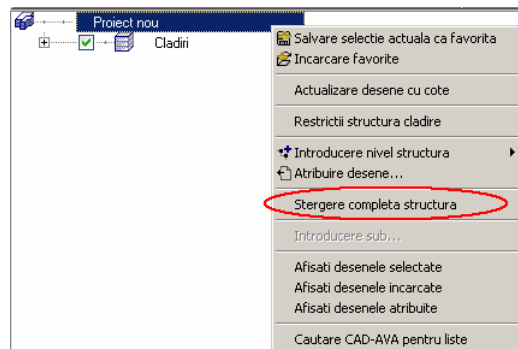 Proiect nou
Cladiri
Salvare selectie actuala ca favorita
Incarcare favorite
Actualizare desene cu cote
Restrictii structura cladire
Introducere nivel structura
Atribuire desene...
Stergere completa structura
Introducere sub...
Afisati desenele selectate
Afisati desenele incarcate
Afisati desenele atribuite
Cautare CAD-AVA pentru liste